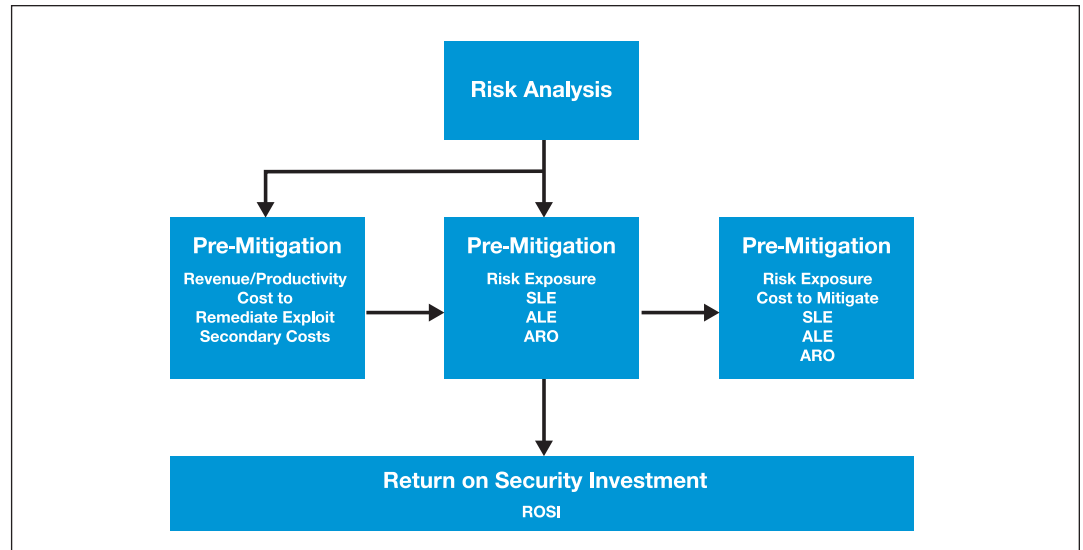 Risk Analysis
Pre-Mitigation
Revenue/Productivity
Cost to
Remediate Exploit
Secondary Costs
Pre-Mitigation
Risk Exposure
SLE
ALE
ARO
Pre-Mitigation
Risk Exposure
Cost to Mitigate
SLE
ALE
ARO
Return on Security Investment
ROSI